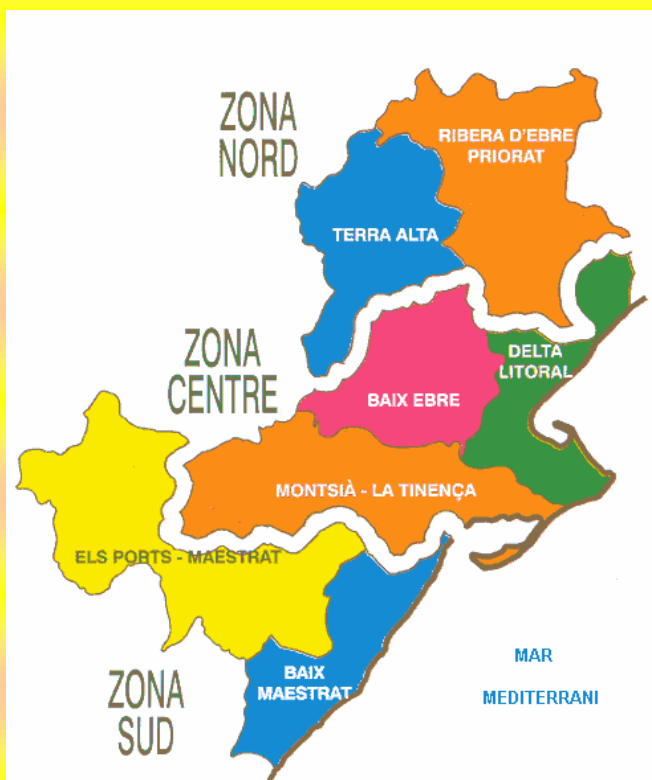 ZONA
NORD
RIBERA D'EBRE
PRIORAT
TERRA ALTA
ZONA
CENTRE
DELTA
LITORAL
BAIX EBRE
MONTSIÀ - LA TINENÇA
ELS PORTS - MAESTRAT
ZONA
SUD
BAIX
MAESTRAT
MAR
MEDITERRANI